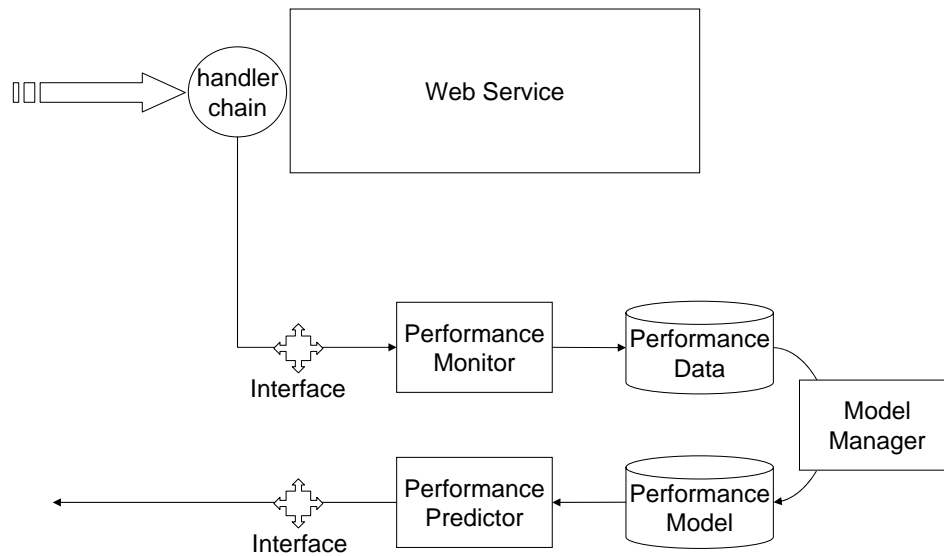 handler
chain
Web Service
Performance
Monitor
Interface
Performance
Data
Model
Manager
Performance
Predictor
Interface
Performance
Model